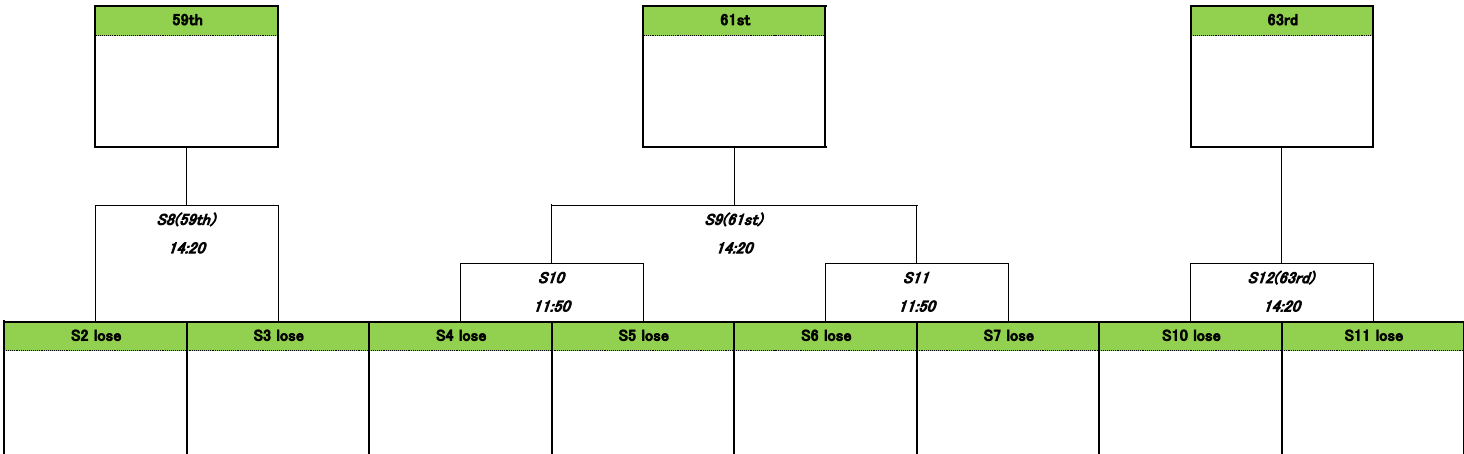 59th
61st
63rd
S8(59th)
14:20
S9(61st)
14:20
S10
11:50
S11
11:50
S12(63rd)
14:20
S2 lose
S3 lose
S4 lose
S5 lose
S6 lose
S7 lose
S10 lose
S11 lose